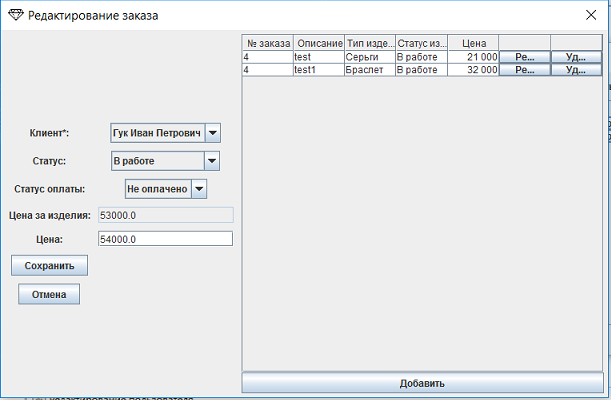 Редактирование заказа
№ заказа Описание Тип изде... Статус из... Цена
4 test Серьги В работе 21 000 Ре... Уд...
4 test1 Браслет В работе 32 000 Ре... Уд...
Клиент*: Гук Иван Петрович
Статус: В работе
Статус оплаты: Не оплачено
Цена за изделия: 53000.0
Цена: 54000.0
Сохранить
Отмена
Добавить